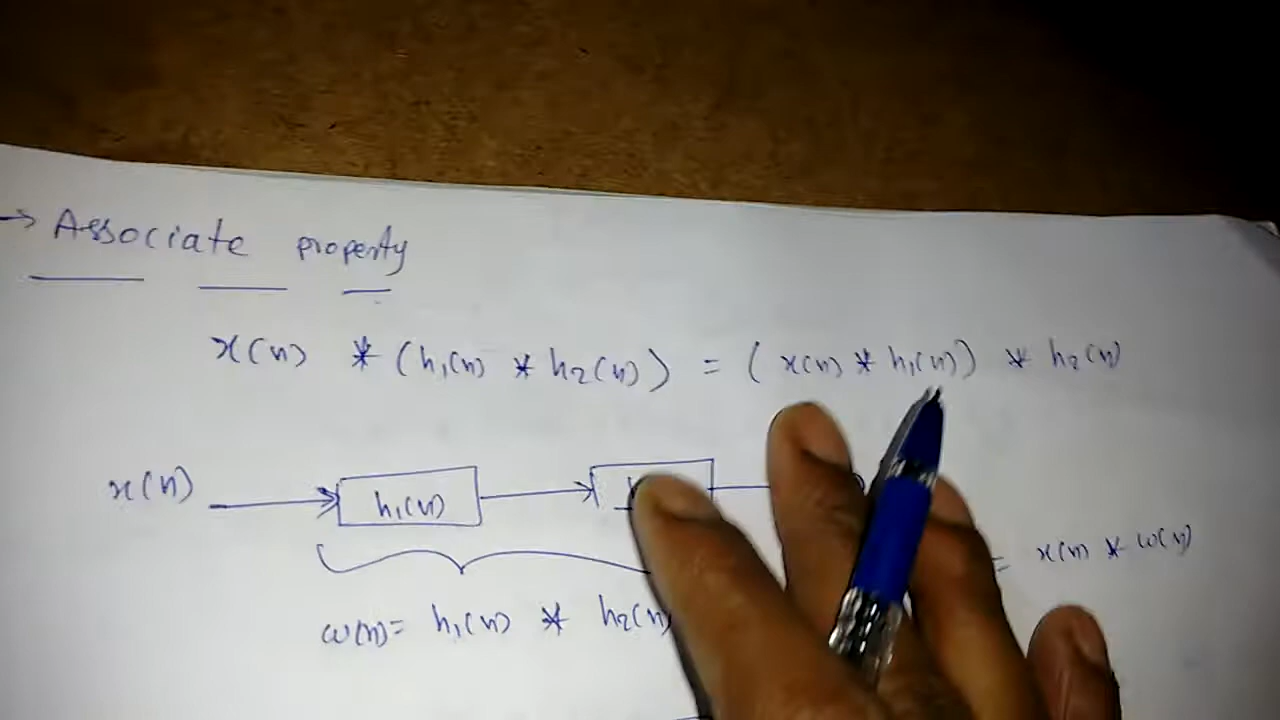 → Associate property
x(n) * (h₁(n) * h₂(n)) = (x(n) * h₁(n)) * h₂(n)
x(n) h₁(n)
= x(n) * w(n)
w(n) = h₁(n) * h₂(n)